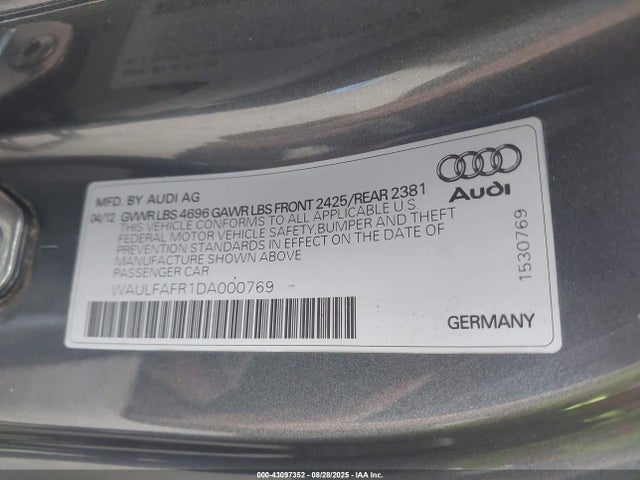 MFD. BY AUDI AG
04/12 GVWR LBS 4696 GAWR LBS FRONT 2425/REAR 2381
THIS VEHICLE CONFORMS TO ALL APPLICABLE U.S.
FEDERAL MOTOR VEHICLE SAFETY,BUMPER AND THEFT
PREVENTION STANDARDS IN EFFECT ON THE DATE OF
MANUFACTURE SHOWN ABOVE
PASSENGER CAR
WAULFAFR1DA000769
Audi
1530769
GERMANY
000-43097352 | 08/28/2025 | IAA Inc.